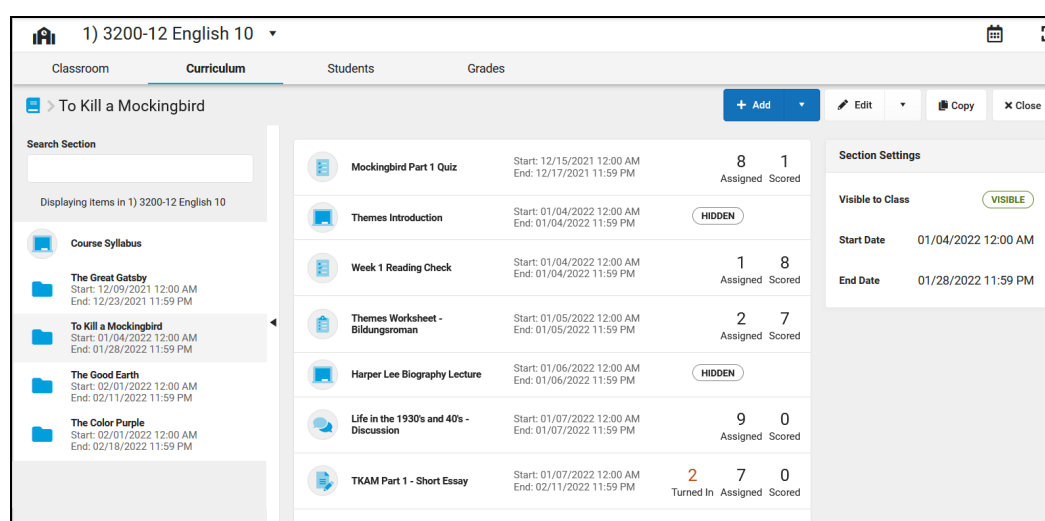 1) 3200-12 English 10
Classroom Curriculum Students Grades
> To Kill a Mockingbird
+ Add Edit Copy × Close
Search Section
Displaying items in 1) 3200-12 English 10
Course Syllabus
The Great Gatsby
Start: 12/09/2021 12:00 AM
End: 12/23/2021 11:59 PM
To Kill a Mockingbird
Start: 01/04/2022 12:00 AM
End: 01/28/2022 11:59 PM
The Good Earth
Start: 02/01/2022 12:00 AM
End: 02/11/2022 11:59 PM
The Color Purple
Start: 02/01/2022 12:00 AM
End: 02/18/2022 11:59 PM
Mockingbird Part 1 Quiz
Start: 12/15/2021 12:00 AM
End: 12/17/2021 11:59 PM
8 1
Assigned Scored
Themes Introduction
Start: 01/04/2022 12:00 AM
End: 01/04/2022 11:59 PM
HIDDEN
Week 1 Reading Check
Start: 01/04/2022 12:00 AM
End: 01/04/2022 11:59 PM
1 8
Assigned Scored
Themes Worksheet -
Bildungsroman
Start: 01/05/2022 12:00 AM
End: 01/05/2022 11:59 PM
2 7
Assigned Scored
Harper Lee Biography Lecture
Start: 01/06/2022 12:00 AM
End: 01/06/2022 11:59 PM
HIDDEN
Life in the 1930's and 40's -
Discussion
Start: 01/07/2022 12:00 AM
End: 01/07/2022 11:59 PM
9 0
Assigned Scored
TKAM Part 1 - Short Essay
Start: 01/07/2022 12:00 AM
End: 02/11/2022 11:59 PM
2 7 0
Turned In Assigned Scored
Section Settings
Visible to Class VISIBLE
Start Date 01/04/2022 12:00 AM
End Date 01/28/2022 11:59 PM